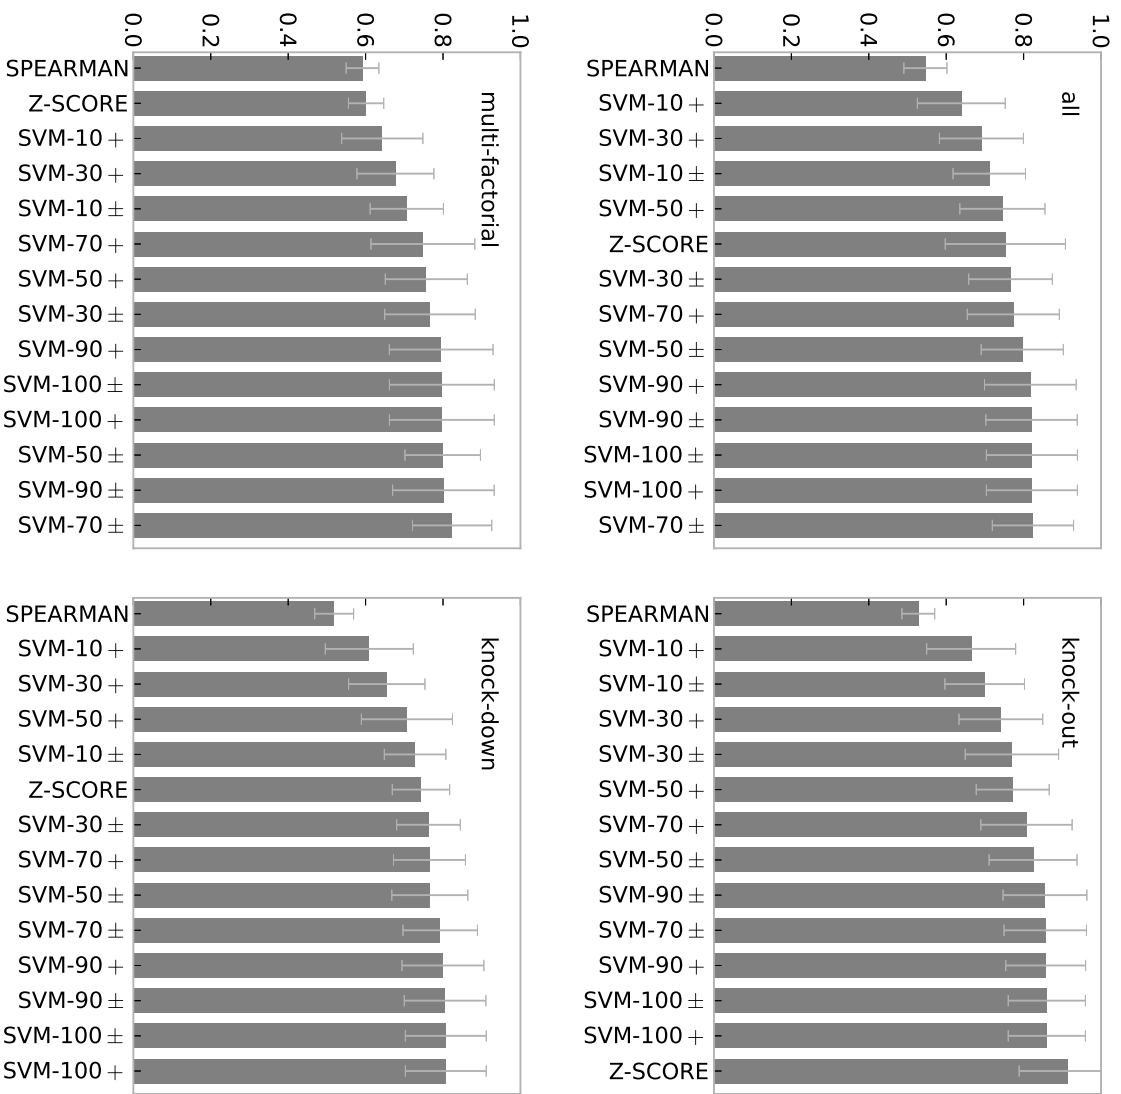 0.0 0.2 0.4 0.6 0.8 1.0
multi-factorial
SPEARMAN
Z-SCORE
SVM-10 +
SVM-30 +
SVM-10 ±
SVM-70 +
SVM-50 +
SVM-30 ±
SVM-90 +
SVM-100 ±
SVM-100 +
SVM-50 ±
SVM-90 ±
SVM-70 ±
0.0 0.2 0.4 0.6 0.8 1.0
all
SPEARMAN
SVM-10 +
SVM-30 +
SVM-10 ±
SVM-50 +
Z-SCORE
SVM-30 ±
SVM-70 +
SVM-50 ±
SVM-90 +
SVM-90 ±
SVM-100 ±
SVM-100 +
SVM-70 ±
knock-down
SPEARMAN
SVM-10 +
SVM-30 +
SVM-50 +
SVM-10 ±
Z-SCORE
SVM-30 ±
SVM-70 +
SVM-50 ±
SVM-70 ±
SVM-90 +
SVM-90 ±
SVM-100 ±
SVM-100 +
knock-out
SPEARMAN
SVM-10 +
SVM-10 ±
SVM-30 +
SVM-30 ±
SVM-50 +
SVM-70 +
SVM-50 ±
SVM-90 ±
SVM-70 ±
SVM-90 +
SVM-100 ±
SVM-100 +
Z-SCORE